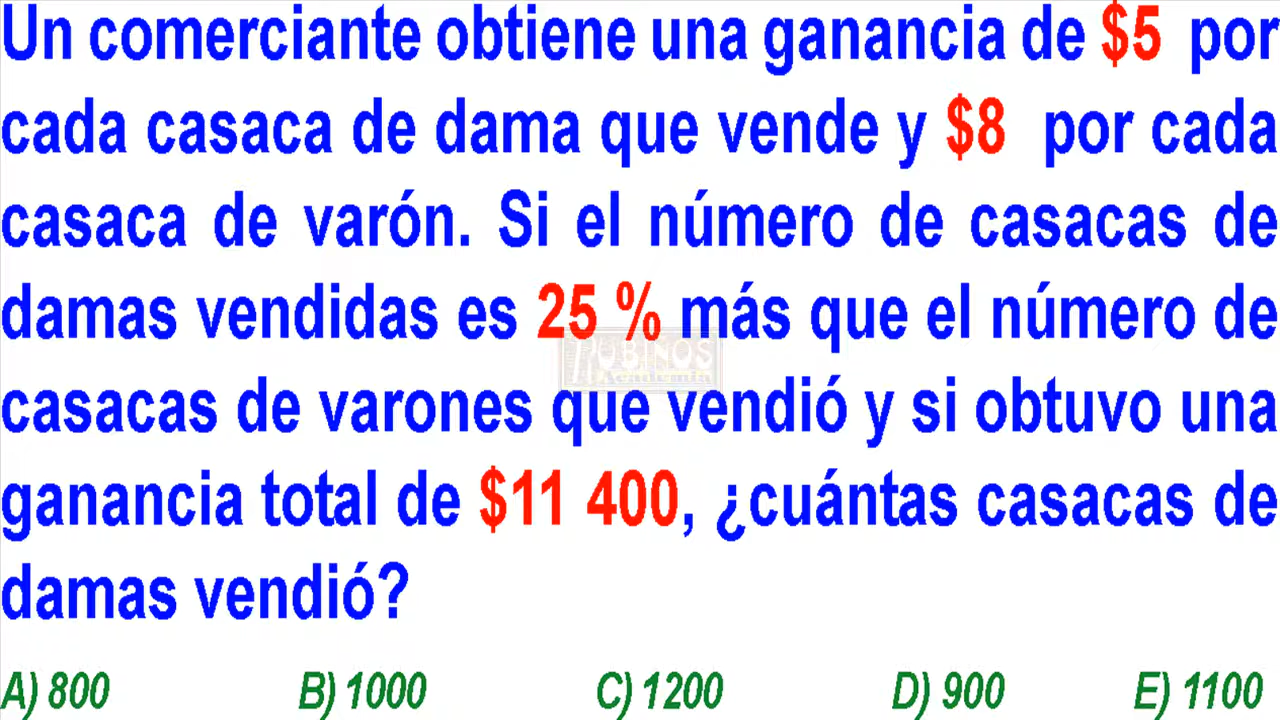 Un comerciante obtiene una ganancia de $5 por
cada casaca de dama que vende y $8 por cada
casaca de varón. Si el número de casacas de
damas vendidas es 25 % más que el número de
casacas de varones que vendió y si obtuvo una
ganancia total de $11 400, ¿cuántas casacas de
damas vendió?
A) 800 B) 1000 C) 1200 D) 900 E) 1100